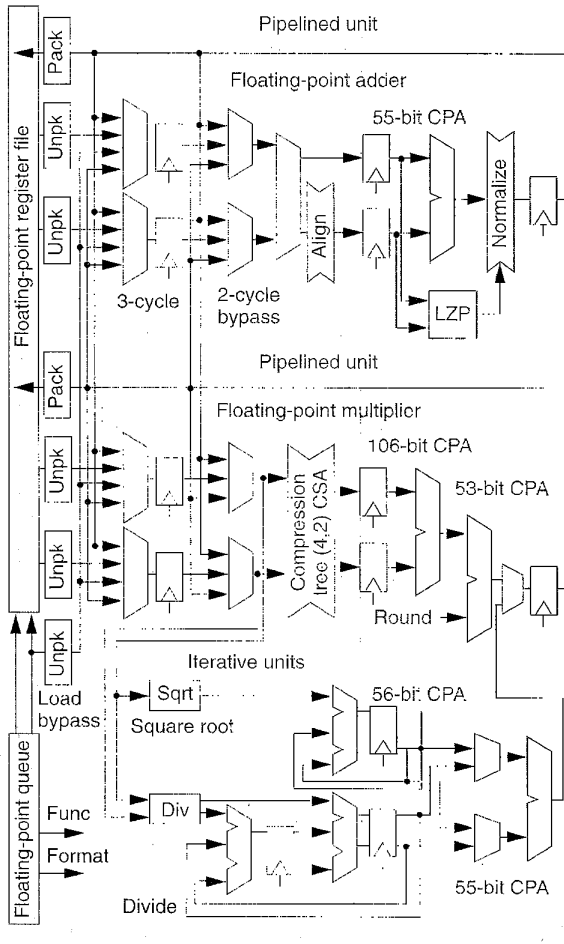 Pipelined unit
Pack
Floating-point adder
55-bit CPA
Unpk
Floating-point register file
Unpk
Align
Normalize
3-cycle
2-cycle
bypass
LZP
Pipelined unit
Pack
Floating-point multiplier
106-bit CPA
Unpk
53-bit CPA
Compression
tree (4,2) CSA
Unpk
Round
Unpk
Iterative units
Load
bypass
Sqrt
56-bit CPA
Square root
Floating-point queue
Func
Div
Format
Divide
55-bit CPA